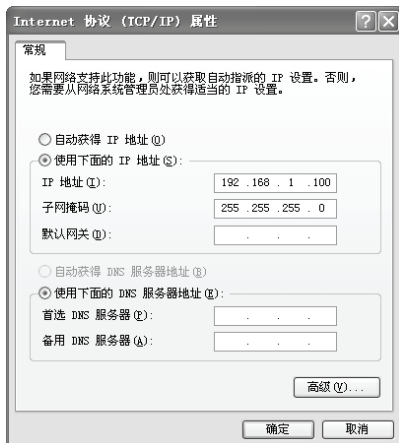 Internet 协议 (TCP/IP) 属性
常规
如果网络支持此功能，则可以获取自动指派的 IP 设置。否则，
您需要从网络系统管理员处获得适当的 IP 设置。
自动获得 IP 地址(O)
使用下面的 IP 地址(S):
IP 地址(I): 192 .168 . 1 .100
子网掩码(U): 255 .255 .255 . 0
默认网关(D): . . .
自动获得 DNS 服务器地址(B)
使用下面的 DNS 服务器地址(E):
首选 DNS 服务器(P): . . .
备用 DNS 服务器(A): . . .
高级(V)...
确定 取消